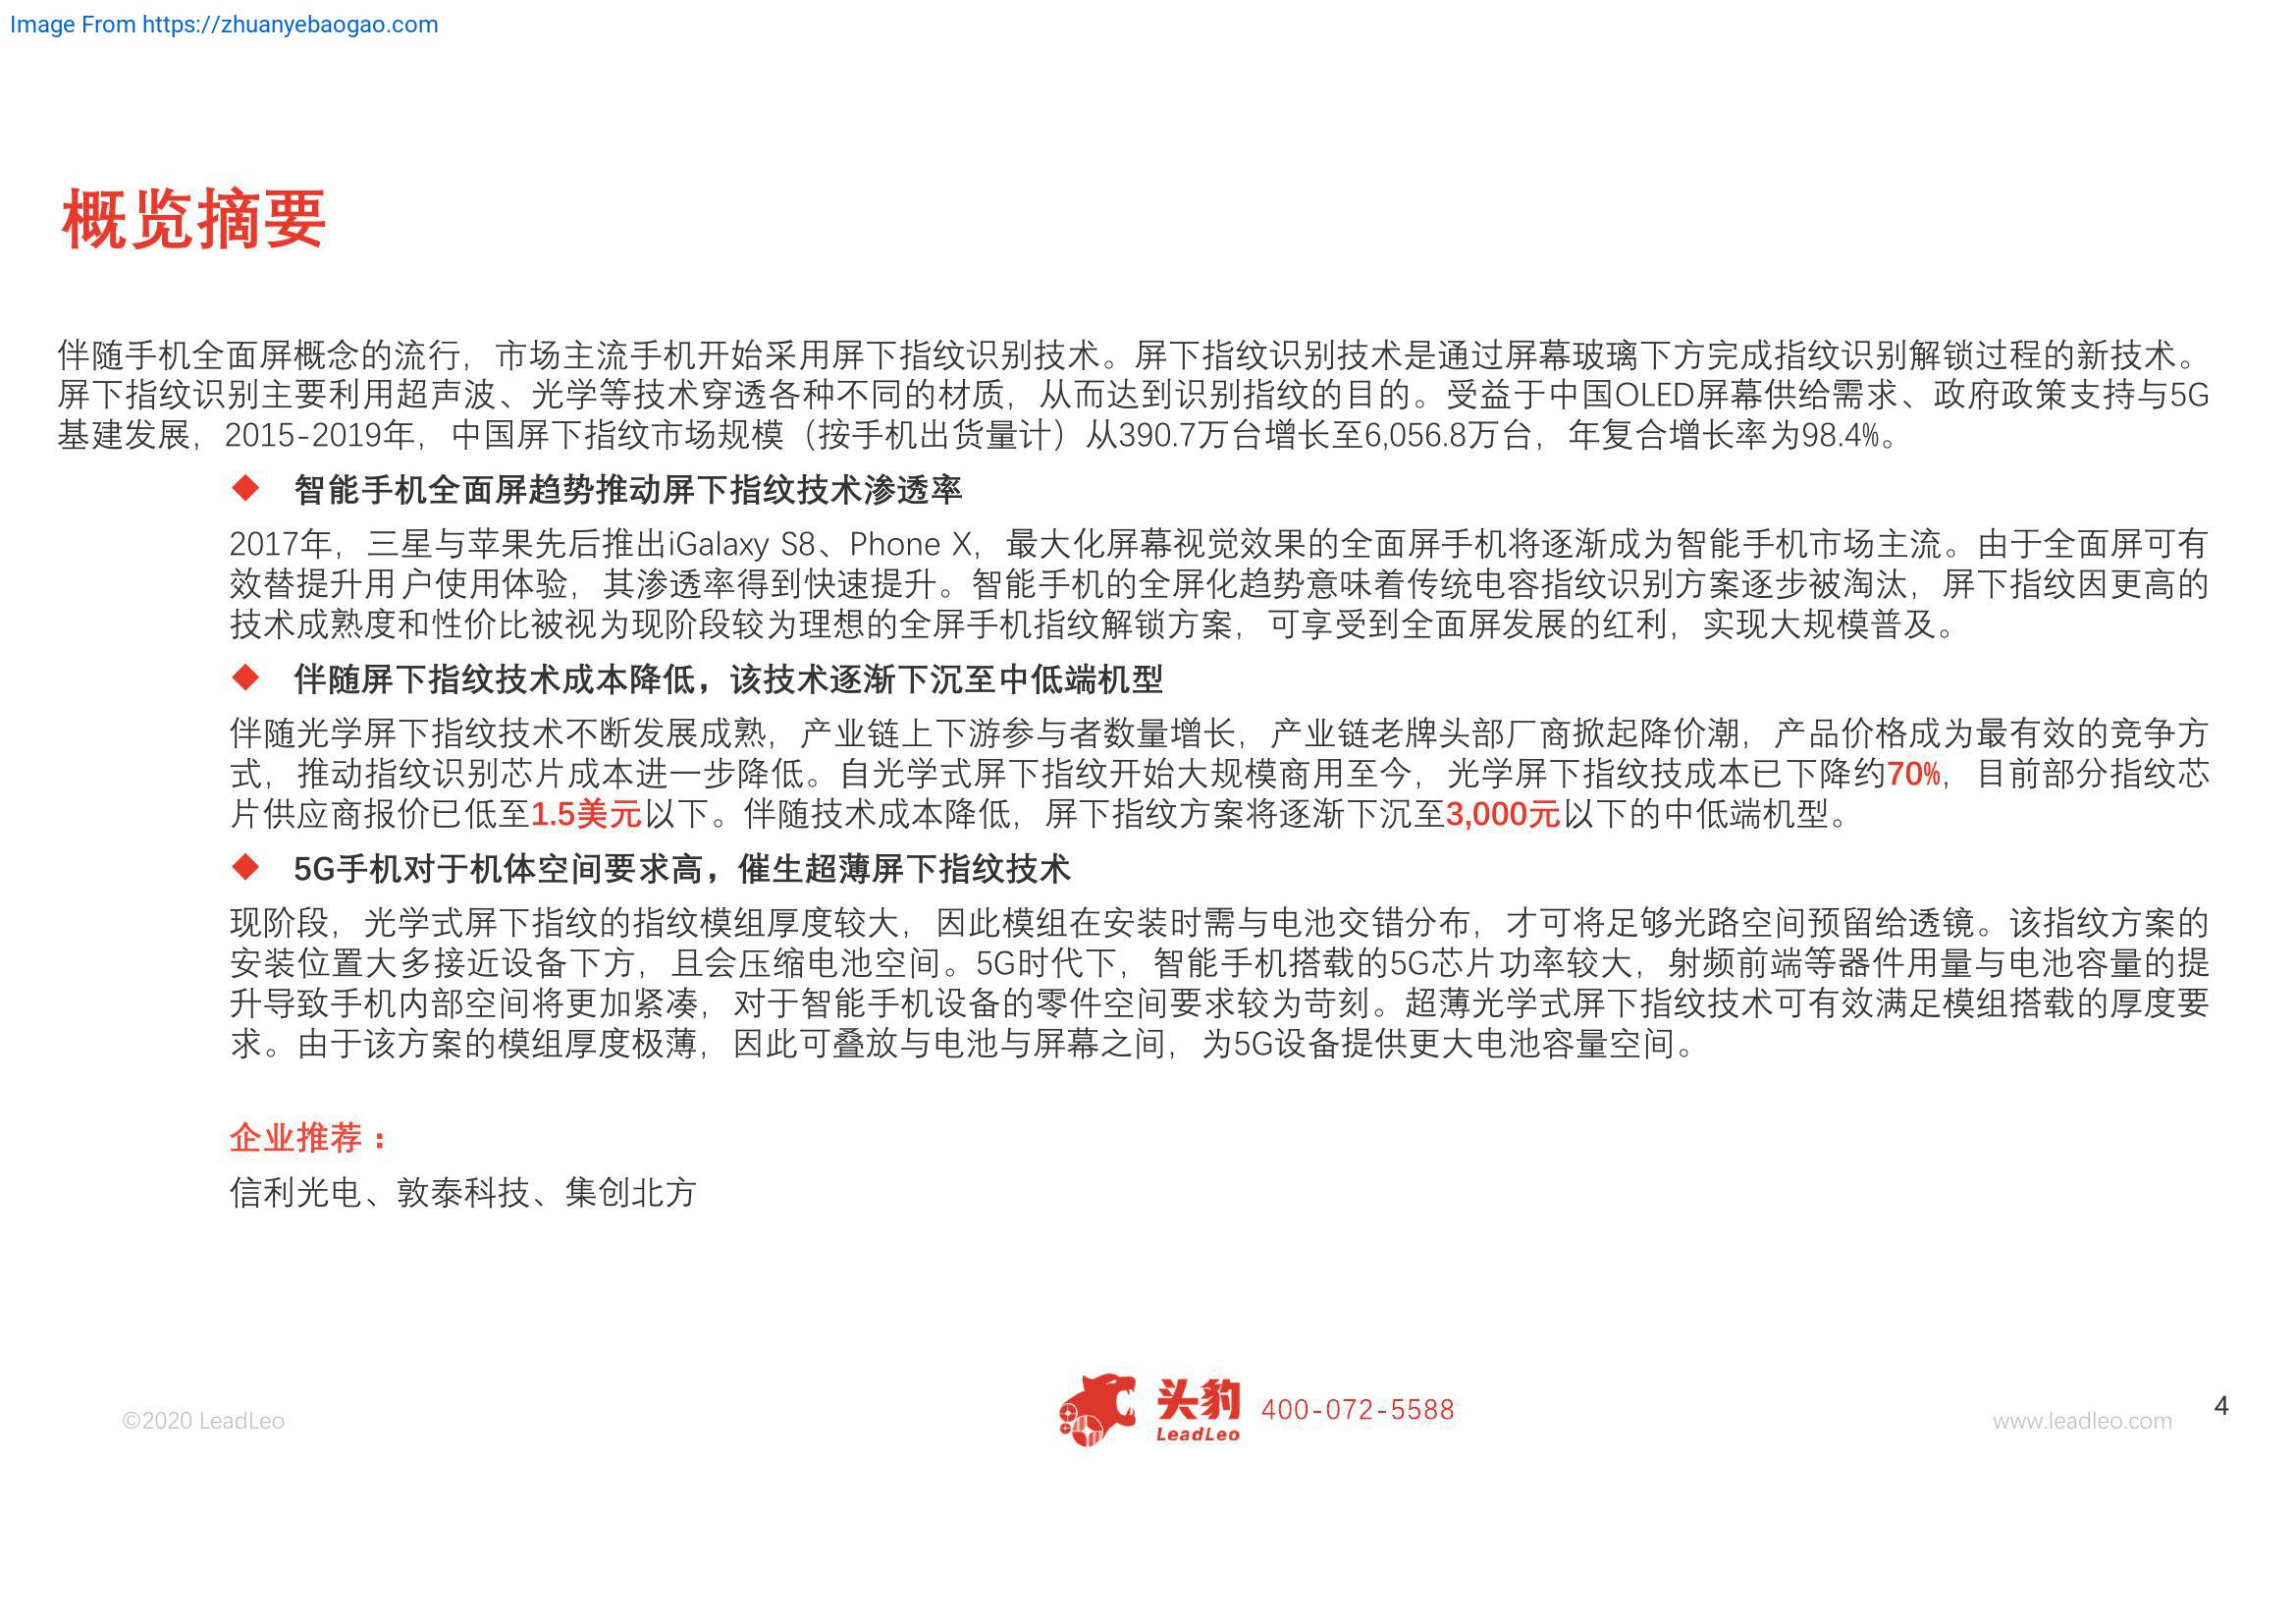 Image From https://zhuanyebaogao.com
概览摘要
伴随手机全面屏概念的流行，市场主流手机开始采用屏下指纹识别技术。屏下指纹识别技术是通过屏幕玻璃下方完成指纹识别解锁过程的新技术。
屏下指纹识别主要利用超声波、光学等技术穿透各种不同的材质，从而达到识别指纹的目的。受益于中国OLED屏幕供给需求、政府政策支持与5G
基建发展，2015-2019年，中国屏下指纹市场规模（按手机出货量计）从390.7万台增长至6,056.8万台，年复合增长率为98.4%。
◆ 智能手机全面屏趋势推动屏下指纹技术渗透率
2017年，三星与苹果先后推出iGalaxy S8、Phone X，最大化屏幕视觉效果的全面屏手机将逐渐成为智能手机市场主流。由于全面屏可有
效替提升用户使用体验，其渗透率得到快速提升。智能手机的全屏化趋势意味着传统电容指纹识别方案逐步被淘汰，屏下指纹因更高的
技术成熟度和性价比被视为现阶段较为理想的全屏手机指纹解锁方案，可享受到全面屏发展的红利，实现大规模普及。
◆ 伴随屏下指纹技术成本降低，该技术逐渐下沉至中低端机型
伴随光学屏下指纹技术不断发展成熟，产业链上下游参与者数量增长，产业链老牌头部厂商掀起降价潮，产品价格成为最有效的竞争方
式，推动指纹识别芯片成本进一步降低。自光学式屏下指纹开始大规模商用至今，光学屏下指纹技成本已下降约70%，目前部分指纹芯
片供应商报价已低至1.5美元以下。伴随技术成本降低，屏下指纹方案将逐渐下沉至3,000元以下的中低端机型。
◆ 5G手机对于机体空间要求高，催生超薄屏下指纹技术
现阶段，光学式屏下指纹的指纹模组厚度较大，因此模组在安装时需与电池交错分布，才可将足够光路空间预留给透镜。该指纹方案的
安装位置大多接近设备下方，且会压缩电池空间。5G时代下，智能手机搭载的5G芯片功率较大，射频前端等器件用量与电池容量的提
升导致手机内部空间将更加紧凑，对于智能手机设备的零件空间要求较为苛刻。超薄光学式屏下指纹技术可有效满足模组搭载的厚度要
求。由于该方案的模组厚度极薄，因此可叠放与电池与屏幕之间，为5G设备提供更大电池容量空间。
企业推荐：
信利光电、敦泰科技、集创北方
©2020 LeadLeo
头豹
LeadLeo
400-072-5588
www.leadleo.com
4